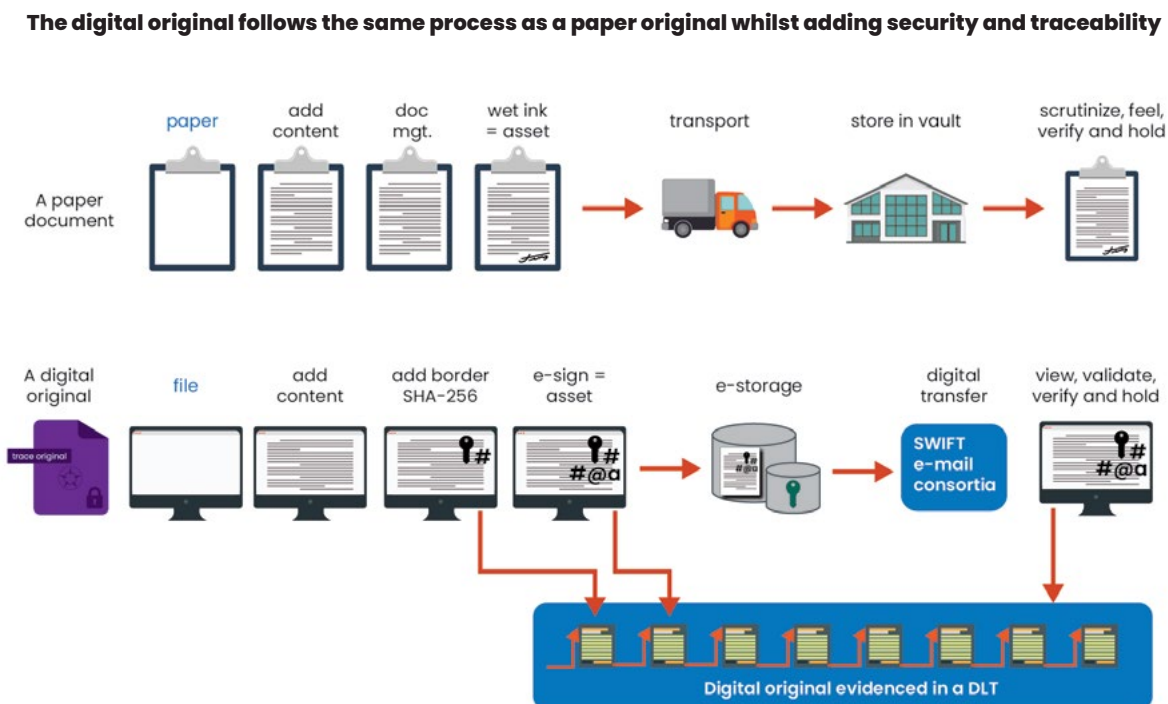 The digital original follows the same process as a paper original whilst adding security and traceability
paper
add
content
doc
mgt.
wet ink
= asset
transport
store in vault
scrutinize, feel,
verify and hold
A paper
document
A digital
original
file
add
content
add border
SHA-256
e-sign =
asset
e-storage
digital
transfer
view, validate,
verify and hold
trace original
#
#
#@a
#
#@a
SWIFT
e-mail
consortia
#
#@a
Digital original evidenced in a DLT